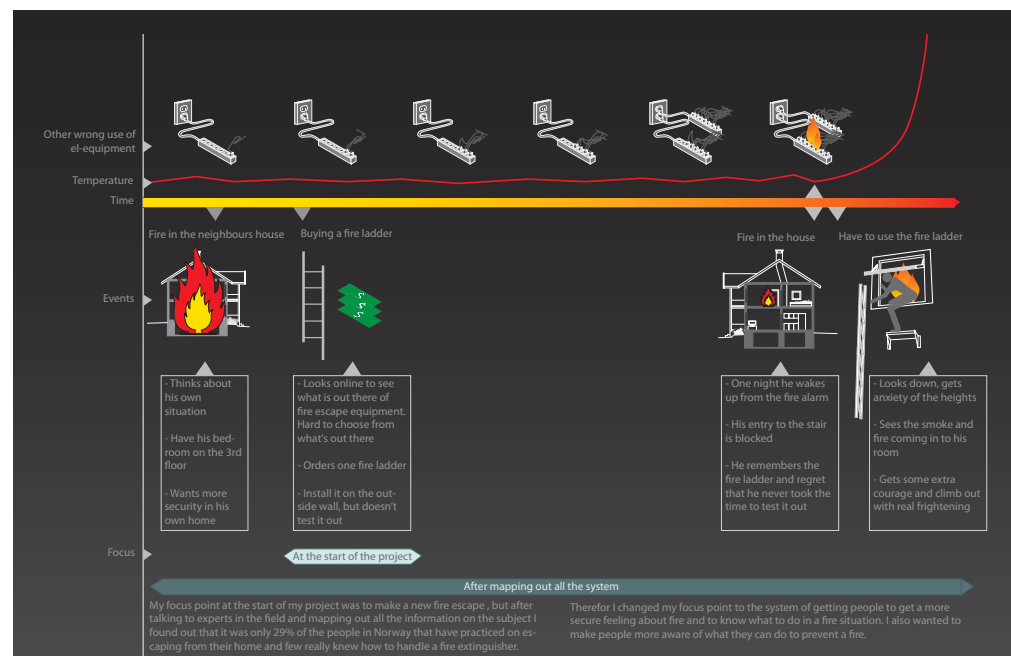 Other wrong use of
el-equipment
Temperature
Time
Fire in the neighbours house
Buying a fire ladder
Fire in the house
Have to use the fire ladder
Events
- Thinks about
his own
situation
- Have his bed-
room on the 3rd
floor
- Wants more
security in his
own home
- Looks online to see
what is out there of
fire escape equipment.
Hard to choose from
what's out there
- Orders one fire ladder
- Install it on the out-
side wall, but doesn't
test it out
- One night he wakes
up from the fire alarm
- His entry to the stair
is blocked
- He remembers the
fire ladder and regret
that he never took the
time to test it out
- Looks down, gets
anxiety of the heights
- Sees the smoke and
fire coming in to his
room
- Gets some extra
courage and climb out
with real frightening
Focus
At the start of the project
After mapping out all the system
My focus point at the start of my project was to make a new fire escape , but after
talking to experts in the field and mapping out all the information on the subject I
found out that it was only 29% of the people in Norway that have practiced on es-
caping from their home and few really knew how to handle a fire extinguisher.
Therefor I changed my focus point to the system of getting people to get a more
secure feeling about fire and to know what to do in a fire situation. I also wanted to
make people more aware of what they can do to prevent a fire.